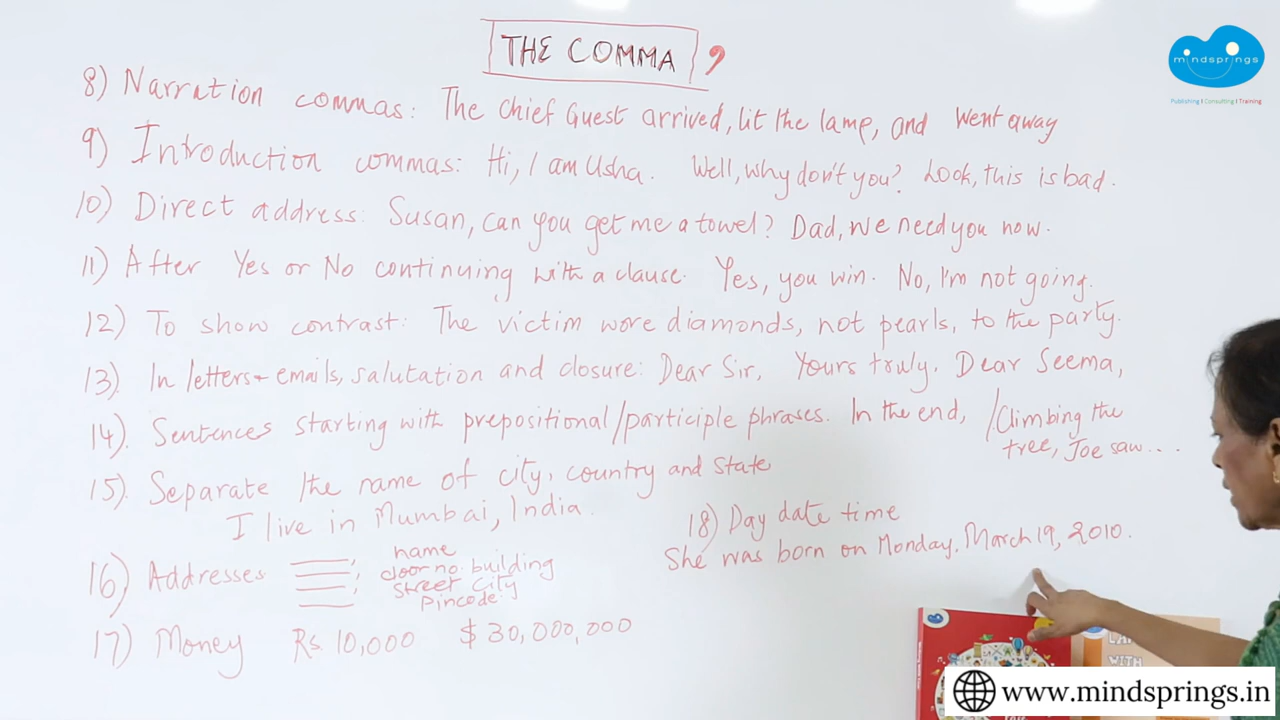 THE COMMA ,
mindsprings
Publishing | Consulting | Training
8) Narration commas: The Chief Guest arrived, lit the lamp, and went away
9) Introduction commas: Hi, I am Usha. Well, why don't you? Look, this is bad.
10) Direct address: Susan, can you get me a towel? Dad, we need you now.
11) After Yes or No continuing with a clause. Yes, you win. No, I'm not going.
12) To show contrast: The victim wore diamonds, not pearls, to the party.
13). In letters + emails, salutation and closure: Dear Sir, Yours truly, Dear Seema,
14). Sentences starting with prepositional/participle phrases. In the end, /Climbing the
tree, Joe saw....
15). Separate the name of city, country and state
I live in Mumbai, India.
16) Addresses
name
door no. building
Street City
Pincode
17) Money Rs. 10,000 $30,000,000
18) Day date time
She was born on Monday, March 19, 2010.
www.mindsprings.in